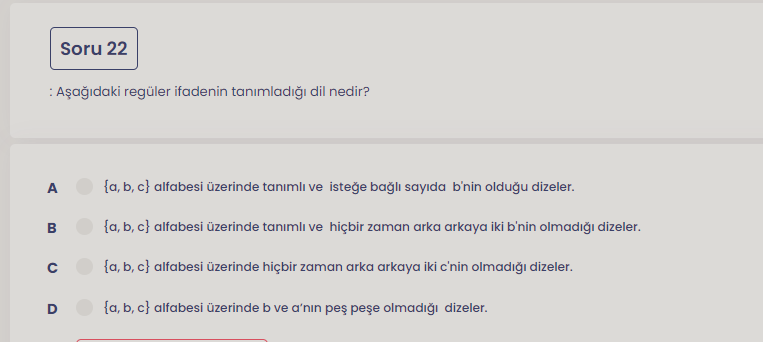 Soru 22
: Aşağıdaki regüler ifadenin tanımladığı dil nedir?
A {a, b, c} alfabesi üzerinde tanımlı ve isteğe bağlı sayıda b'nin olduğu dizeler.
B {a, b, c} alfabesi üzerinde tanımlı ve hiçbir zaman arka arkaya iki b'nin olmadığı dizeler.
C {a, b, c} alfabesi üzerinde hiçbir zaman arka arkaya iki c'nin olmadığı dizeler.
D {a, b, c} alfabesi üzerinde b ve a’nın peş peşe olmadığı dizeler.